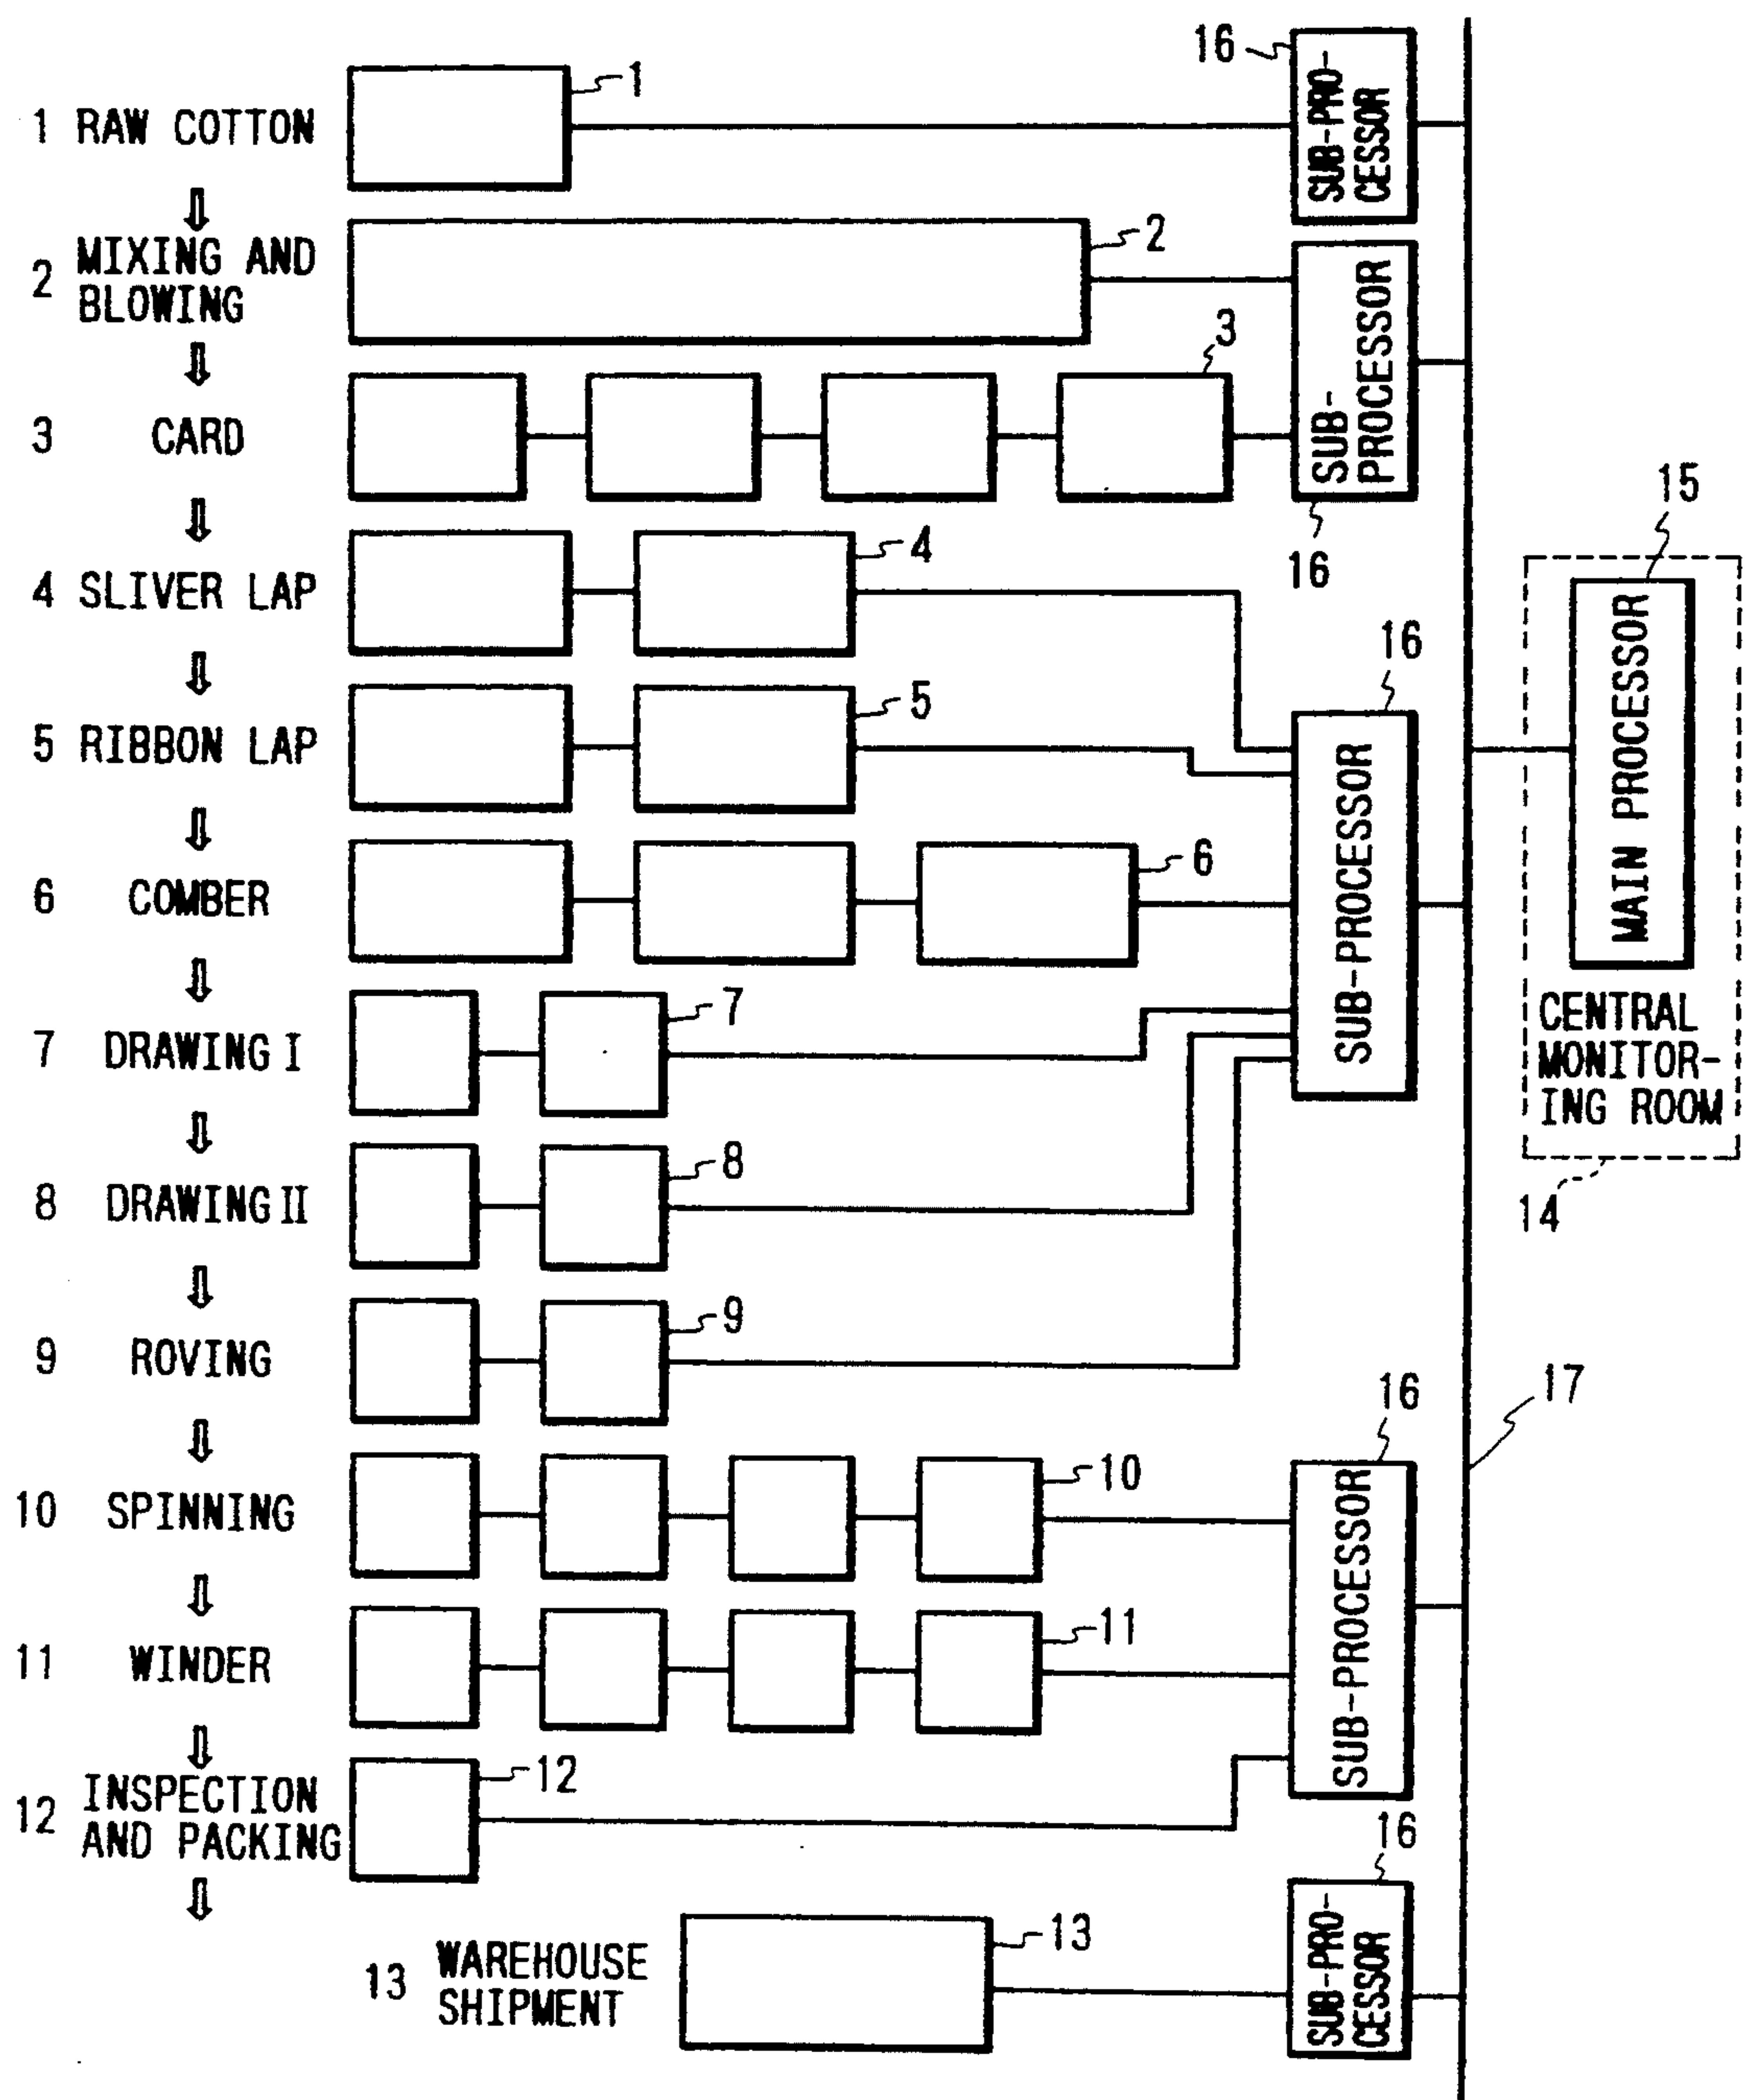 1 RAW COTTON
1
16
SUB-PRO-
CESSOR
2 MIXING AND
BLOWING
2
SUB-
PROCESSOR
16
3 CARD
3
4 SLIVER LAP
4
5 RIBBON LAP
5
16
SUB-PROCESSOR
15
MAIN PROCESSOR
CENTRAL
MONITOR-
ING ROOM
14
6 COMBER
6
7 DRAWING I
7
8 DRAWING II
8
9 ROVING
9
17
10 SPINNING
10
16
SUB-PROCESSOR
11 WINDER
11
12 INSPECTION
AND PACKING
12
13 WAREHOUSE
SHIPMENT
13
16
SUB-PRO-
CESSOR